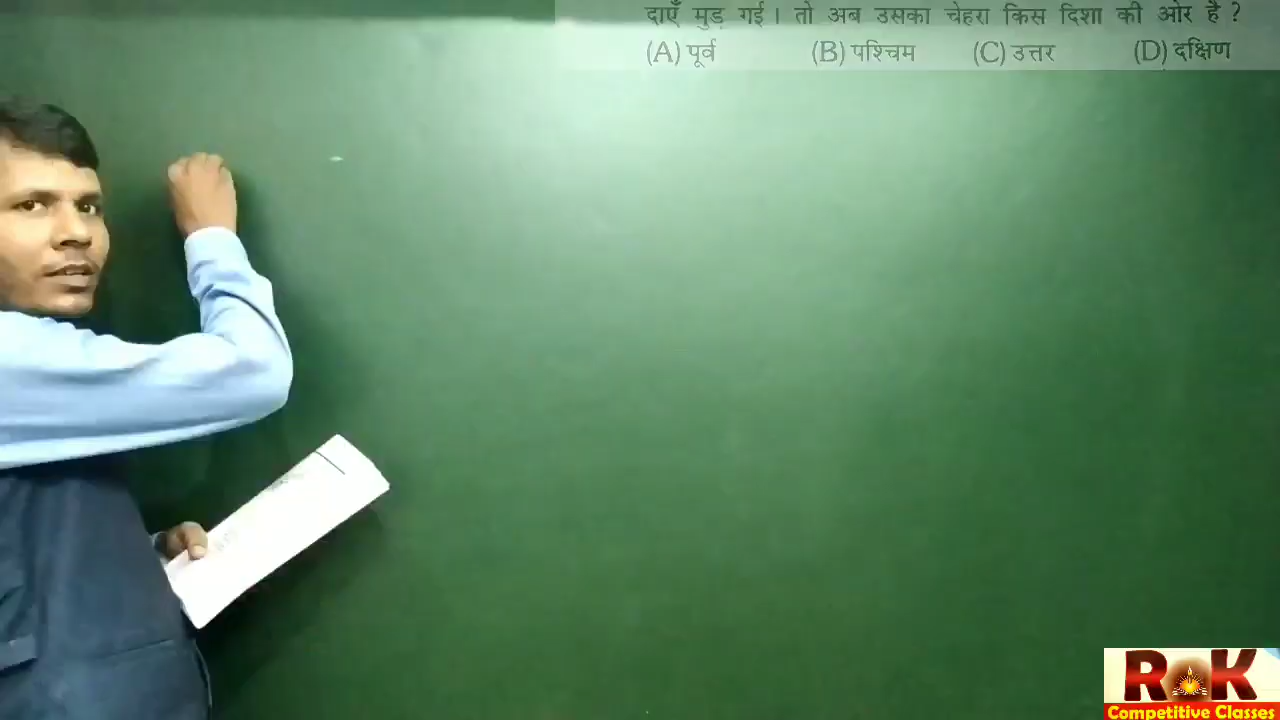 दाएँ मुड़ गई। तो अब उसका चेहरा किस दिशा की ओर है ?
(A) पूर्व (B) पश्चिम (C) उत्तर (D) दक्षिण
RK
Competitive Classes